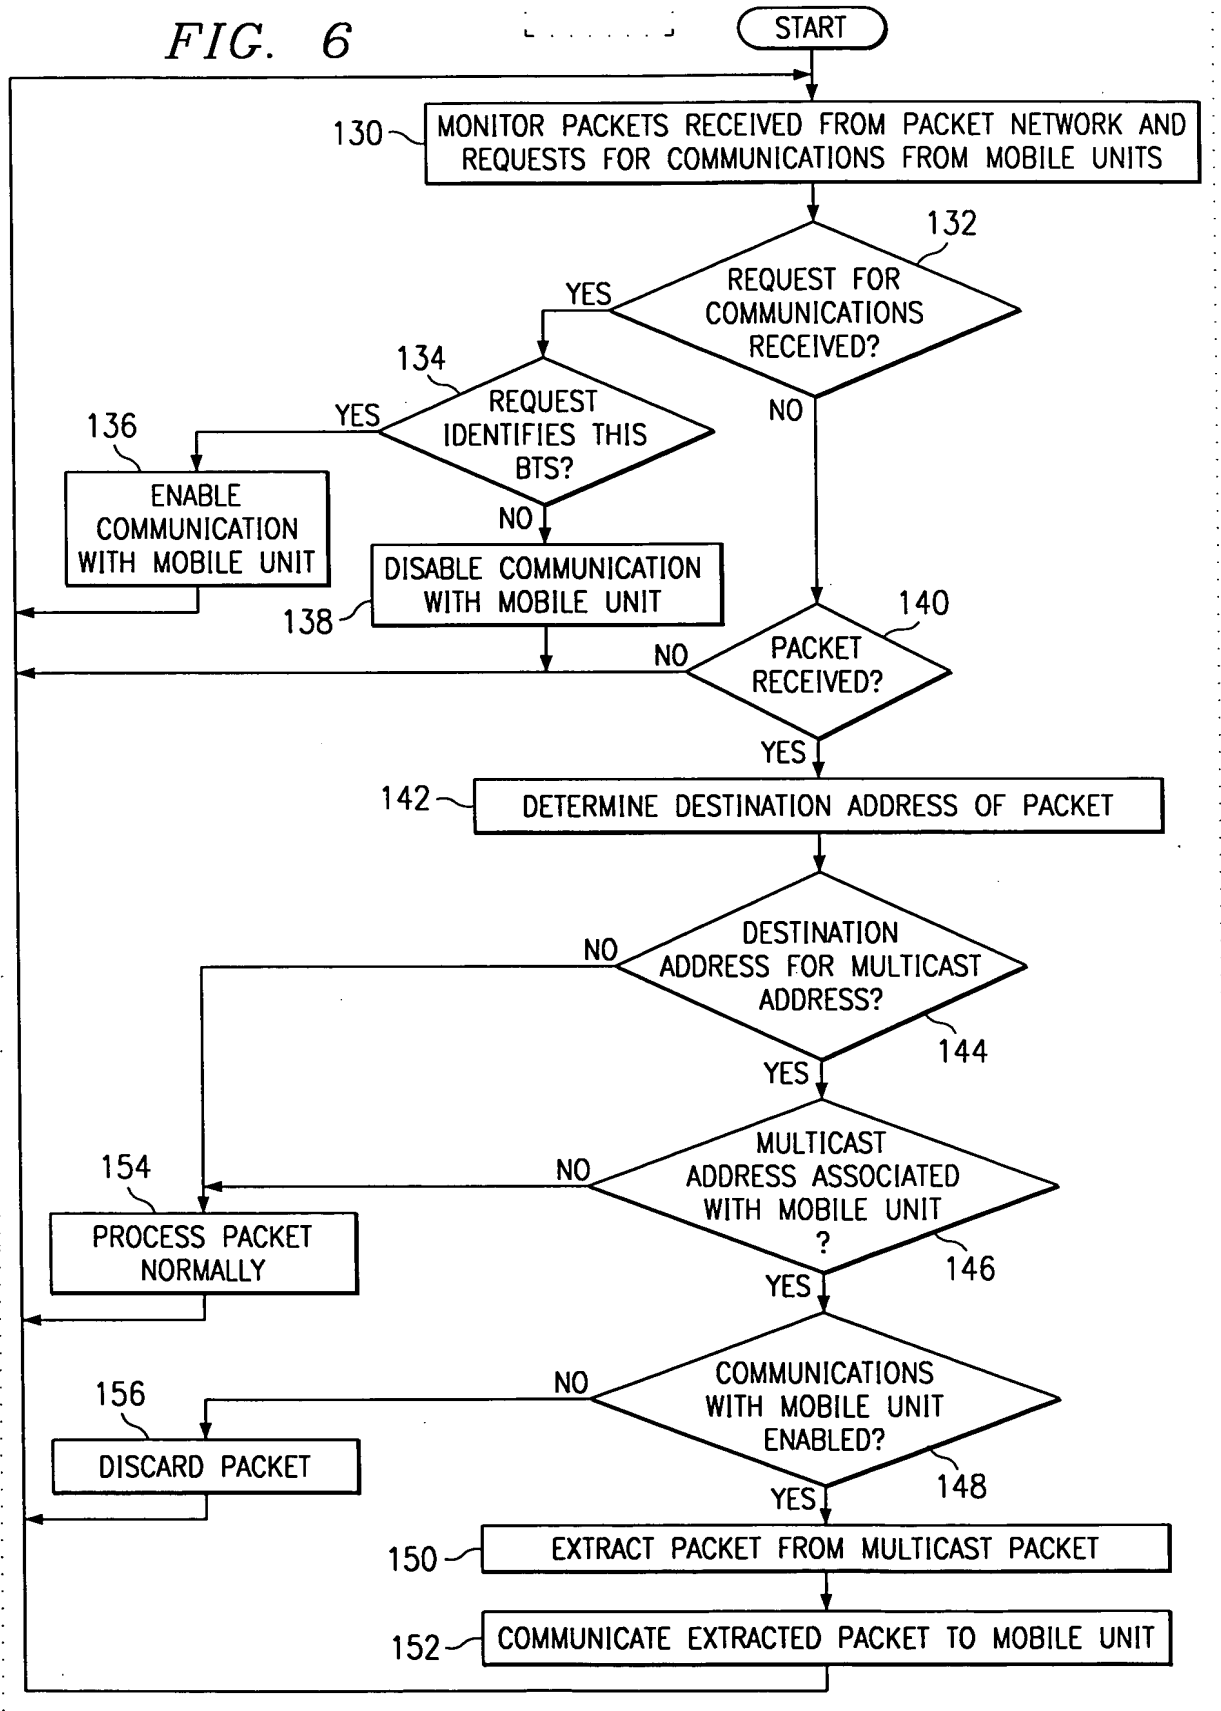 FIG. 6
START
130
MONITOR PACKETS RECEIVED FROM PACKET NETWORK AND
REQUESTS FOR COMMUNICATIONS FROM MOBILE UNITS
132
REQUEST FOR
COMMUNICATIONS
RECEIVED?
YES
NO
134
REQUEST
IDENTIFIES THIS
BTS?
YES
NO
136
ENABLE
COMMUNICATION
WITH MOBILE UNIT
DISABLE COMMUNICATION
WITH MOBILE UNIT
138
140
PACKET
RECEIVED?
NO
YES
142
DETERMINE DESTINATION ADDRESS OF PACKET
DESTINATION
ADDRESS FOR MULTICAST
ADDRESS?
NO
144
YES
MULTICAST
ADDRESS ASSOCIATED
WITH MOBILE UNIT
?
NO
146
YES
154
PROCESS PACKET
NORMALLY
COMMUNICATIONS
WITH MOBILE UNIT
ENABLED?
NO
148
YES
156
DISCARD PACKET
150
EXTRACT PACKET FROM MULTICAST PACKET
152
COMMUNICATE EXTRACTED PACKET TO MOBILE UNIT